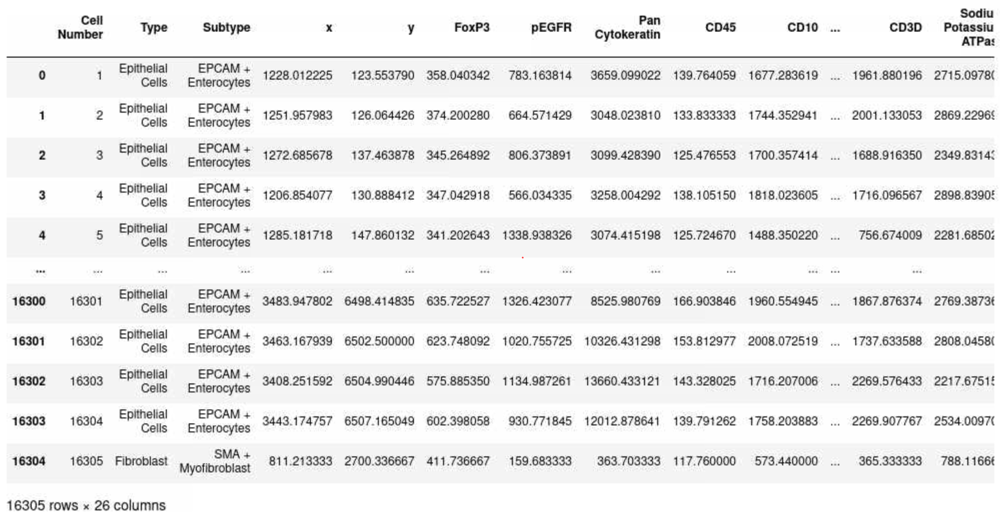 Cell Number Type Subtype x y FoxP3 pEGFR Pan Cytokeratin CD45 CD10 ... CD3D Sodiu Potassiu ATPas
0 1 Epithelial Cells EPCAM + Enterocytes 1228.012225 123.553790 358.040342 783.163814 3659.099022 139.764059 1677.283619 ... 1961.880196 2715.09780
1 2 Epithelial Cells EPCAM + Enterocytes 1251.957983 126.064426 374.200280 664.571429 3048.023810 133.833333 1744.352941 ... 2001.133053 2869.22969
2 3 Epithelial Cells EPCAM + Enterocytes 1272.685678 137.463878 345.264892 806.373891 3099.428390 125.476553 1700.357414 ... 1688.916350 2349.83143
3 4 Epithelial Cells EPCAM + Enterocytes 1206.854077 130.888412 347.042918 566.034335 3258.004292 138.105150 1818.023605 ... 1716.096567 2898.83905
4 5 Epithelial Cells EPCAM + Enterocytes 1285.181718 147.860132 341.202643 1338.938326 3074.415198 125.724670 1488.350220 ... 756.674009 2281.68502
... ... ... ... ... ... ... ... ... ... ... ... ...
16300 16301 Epithelial Cells EPCAM + Enterocytes 3483.947802 6498.414835 635.722527 1326.423077 8525.980769 166.903846 1960.554945 ... 1867.876374 2769.38736
16301 16302 Epithelial Cells EPCAM + Enterocytes 3463.167939 6502.500000 623.748092 1020.755725 10326.431298 153.812977 2008.072519 ... 1737.633588 2808.04580
16302 16303 Epithelial Cells EPCAM + Enterocytes 3408.251592 6504.990446 575.885350 1134.987261 13660.433121 143.328025 1716.207006 ... 2269.576433 2217.67515
16303 16304 Epithelial Cells EPCAM + Enterocytes 3443.174757 6507.165049 602.398058 930.771845 12012.878641 139.791262 1758.203883 ... 2269.907767 2534.00970
16304 16305 Fibroblast SMA + Myofibroblast 811.213333 2700.336667 411.736667 159.683333 363.703333 117.760000 573.440000 ... 365.333333 788.11666
16305 rows × 26 columns